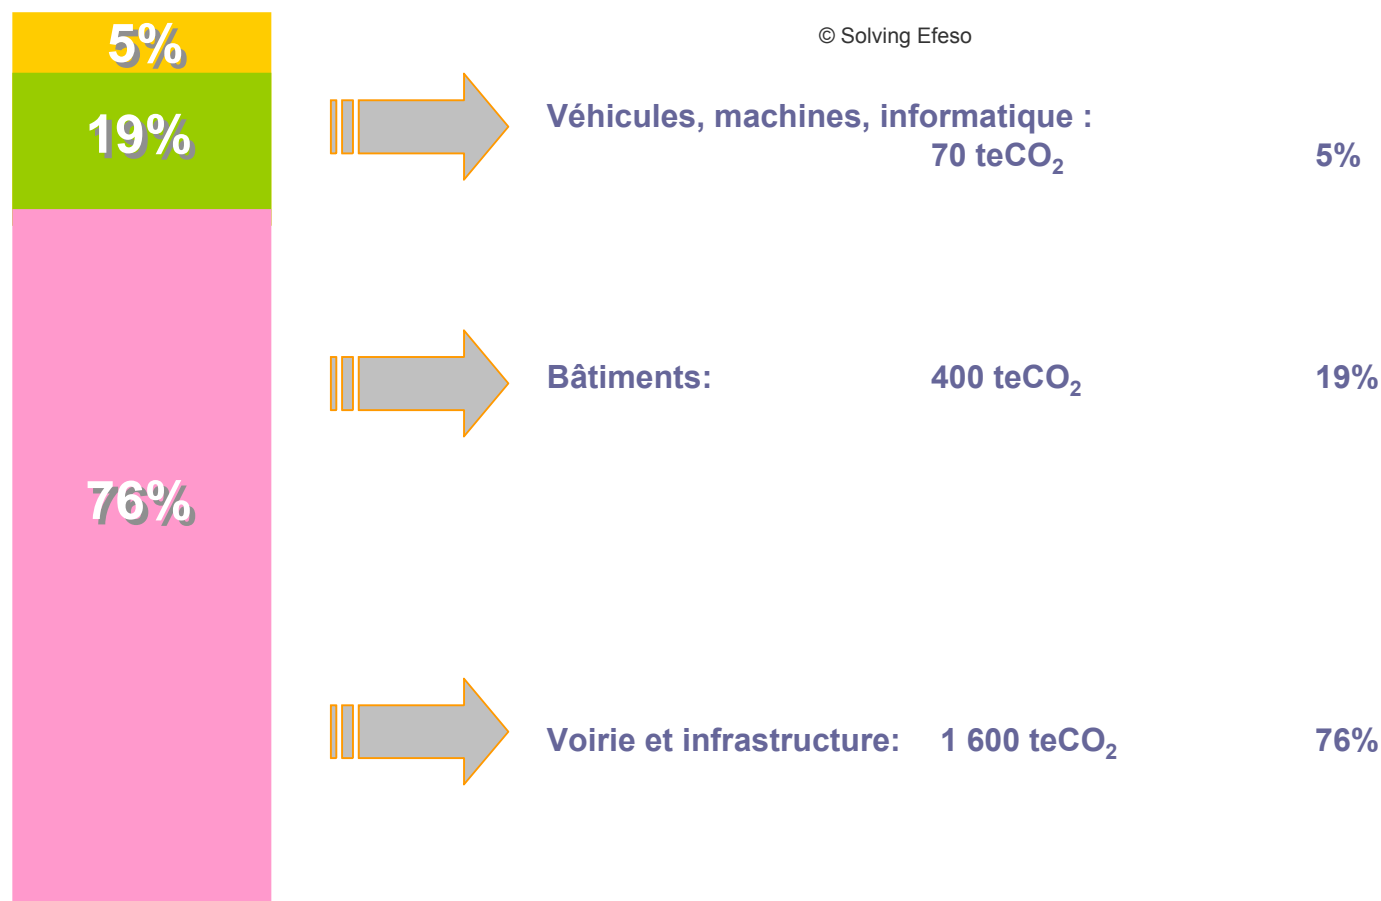 5%
© Solving Efeso
19%
Véhicules, machines, informatique :
70 teCO₂ 5%
Bâtiments: 400 teCO₂ 19%
76%
Voirie et infrastructure: 1 600 teCO₂ 76%